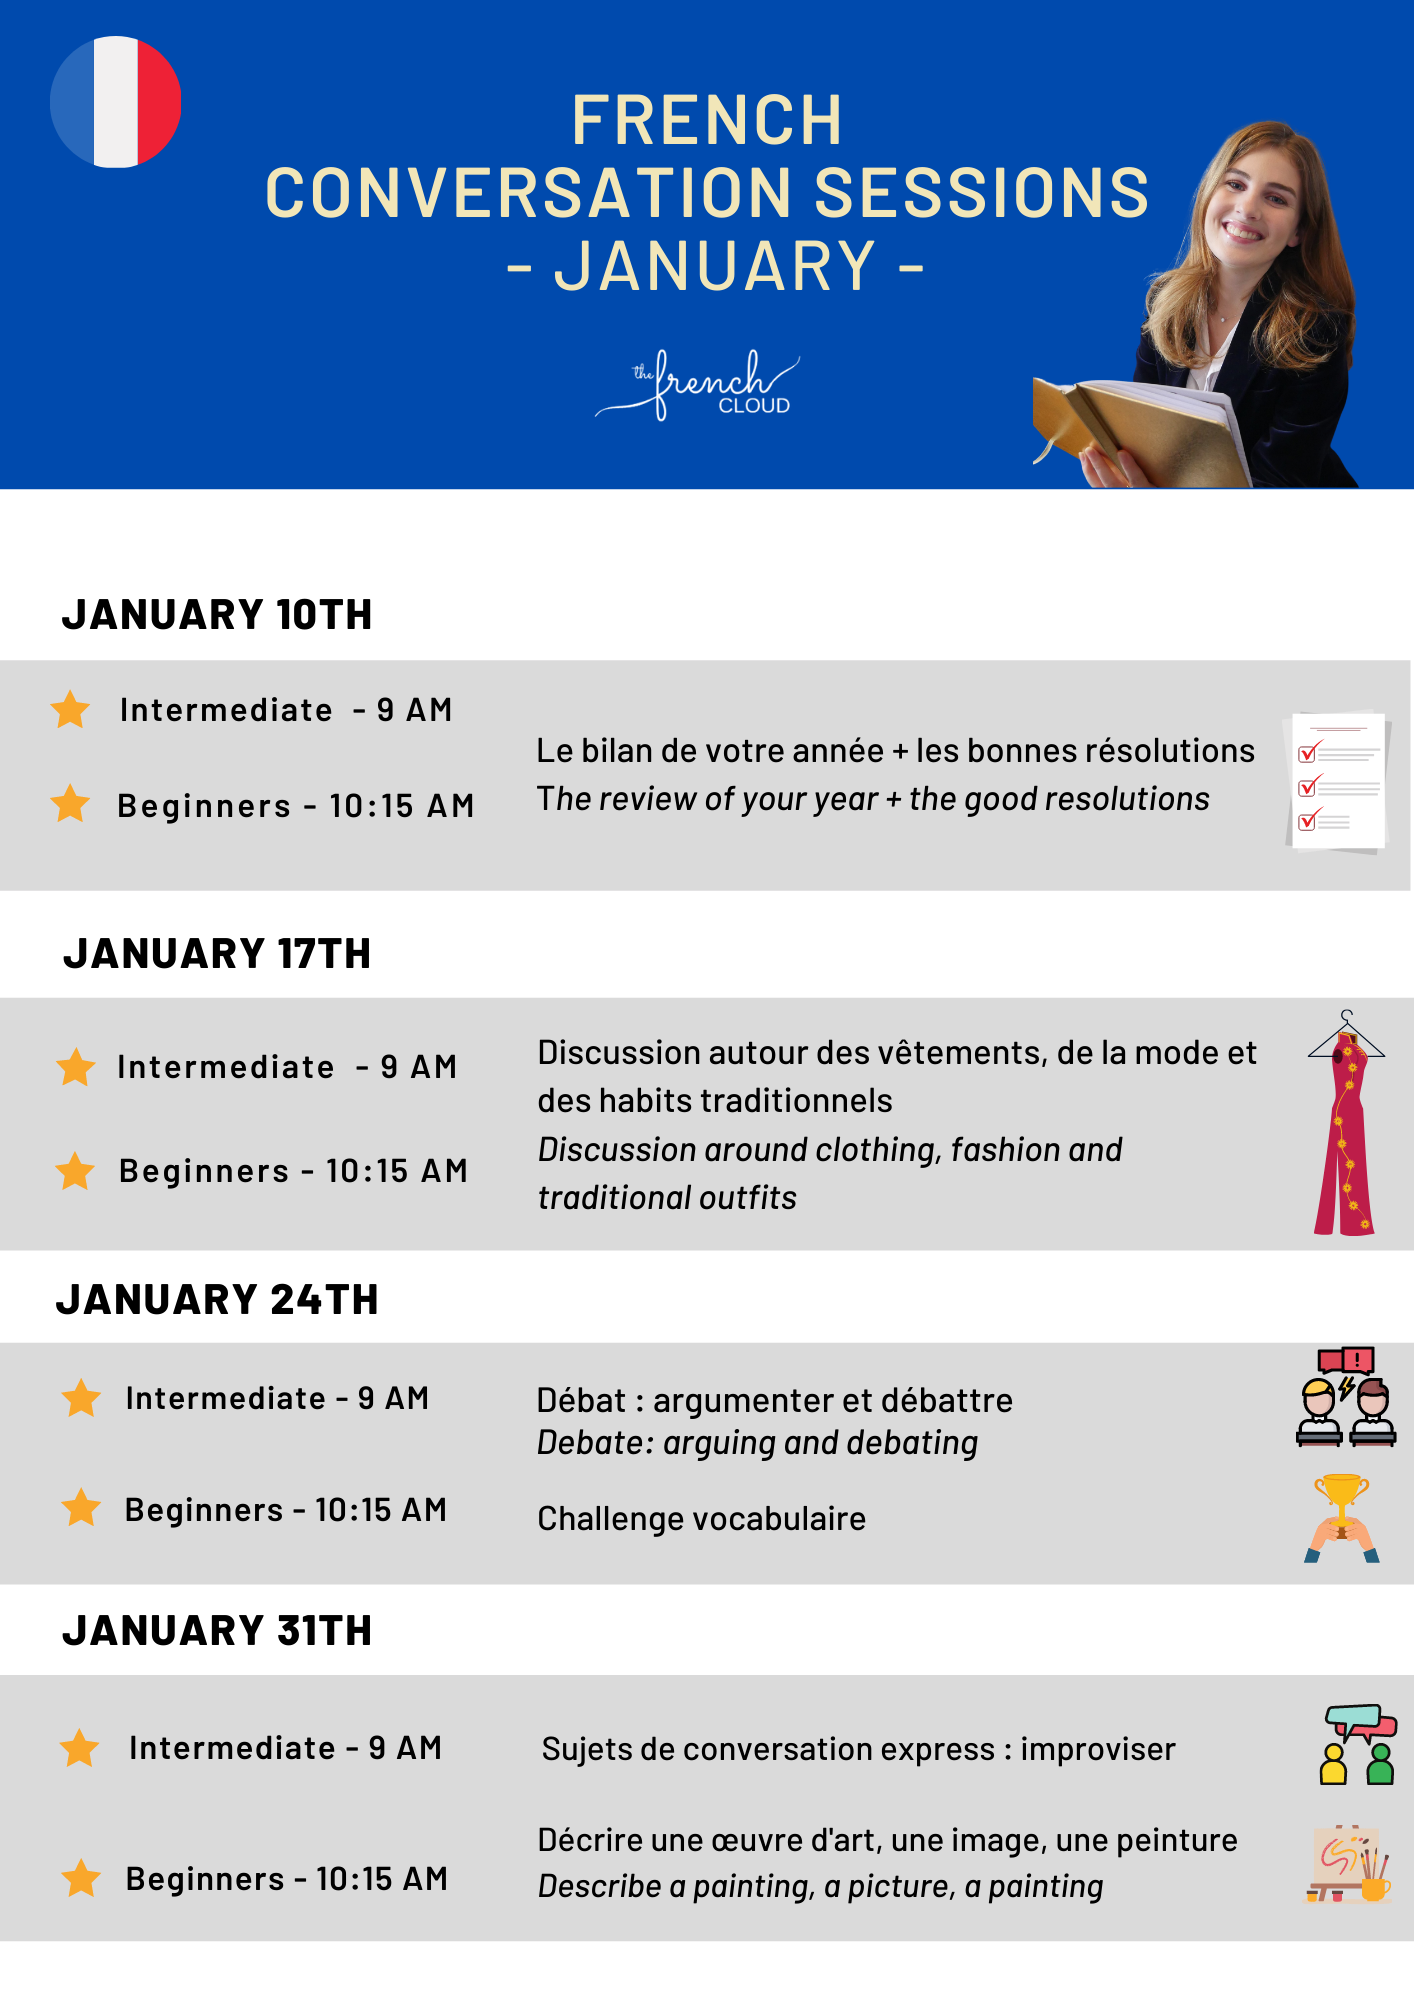 FRENCH
CONVERSATION SESSIONS
- JANUARY -
the french
CLOUD
JANUARY 10TH
Intermediate - 9 AM
Beginners - 10:15 AM
Le bilan de votre année + les bonnes résolutions
The review of your year + the good resolutions
JANUARY 17TH
Intermediate - 9 AM
Beginners - 10:15 AM
Discussion autour des vêtements, de la mode et
des habits traditionnels
Discussion around clothing, fashion and
traditional outfits
JANUARY 24TH
Intermediate - 9 AM
Débat : argumenter et débattre
Debate: arguing and debating
!
Beginners - 10:15 AM
Challenge vocabulaire
JANUARY 31TH
Intermediate - 9 AM
Sujets de conversation express : improviser
Beginners - 10:15 AM
Décrire une œuvre d'art, une image, une peinture
Describe a painting, a picture, a painting